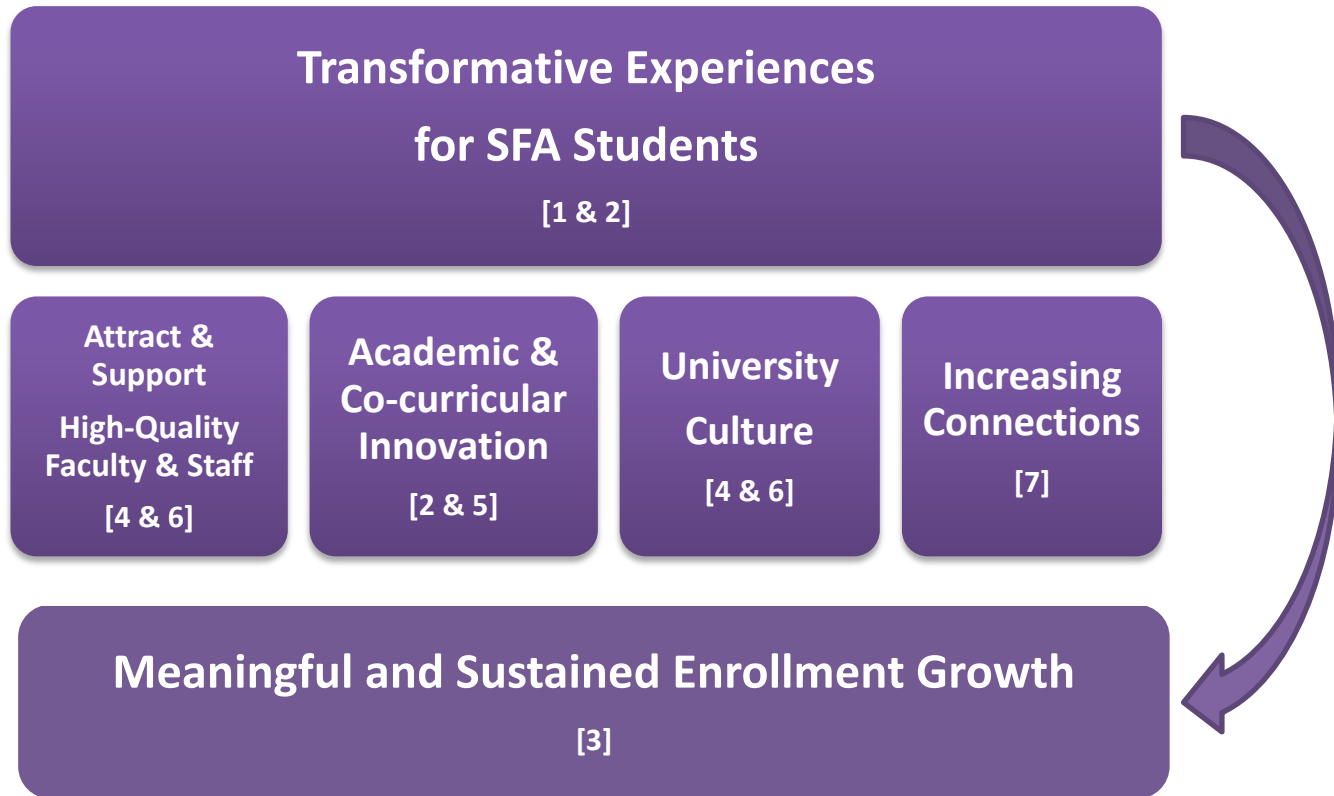 Transformative Experiences
for SFA Students
[1 & 2]
Attract &
Support
High-Quality
Faculty & Staff
[4 & 6]
Academic &
Co-curricular
Innovation
[2 & 5]
University
Culture
[4 & 6]
Increasing
Connections
[7]
Meaningful and Sustained Enrollment Growth
[3]